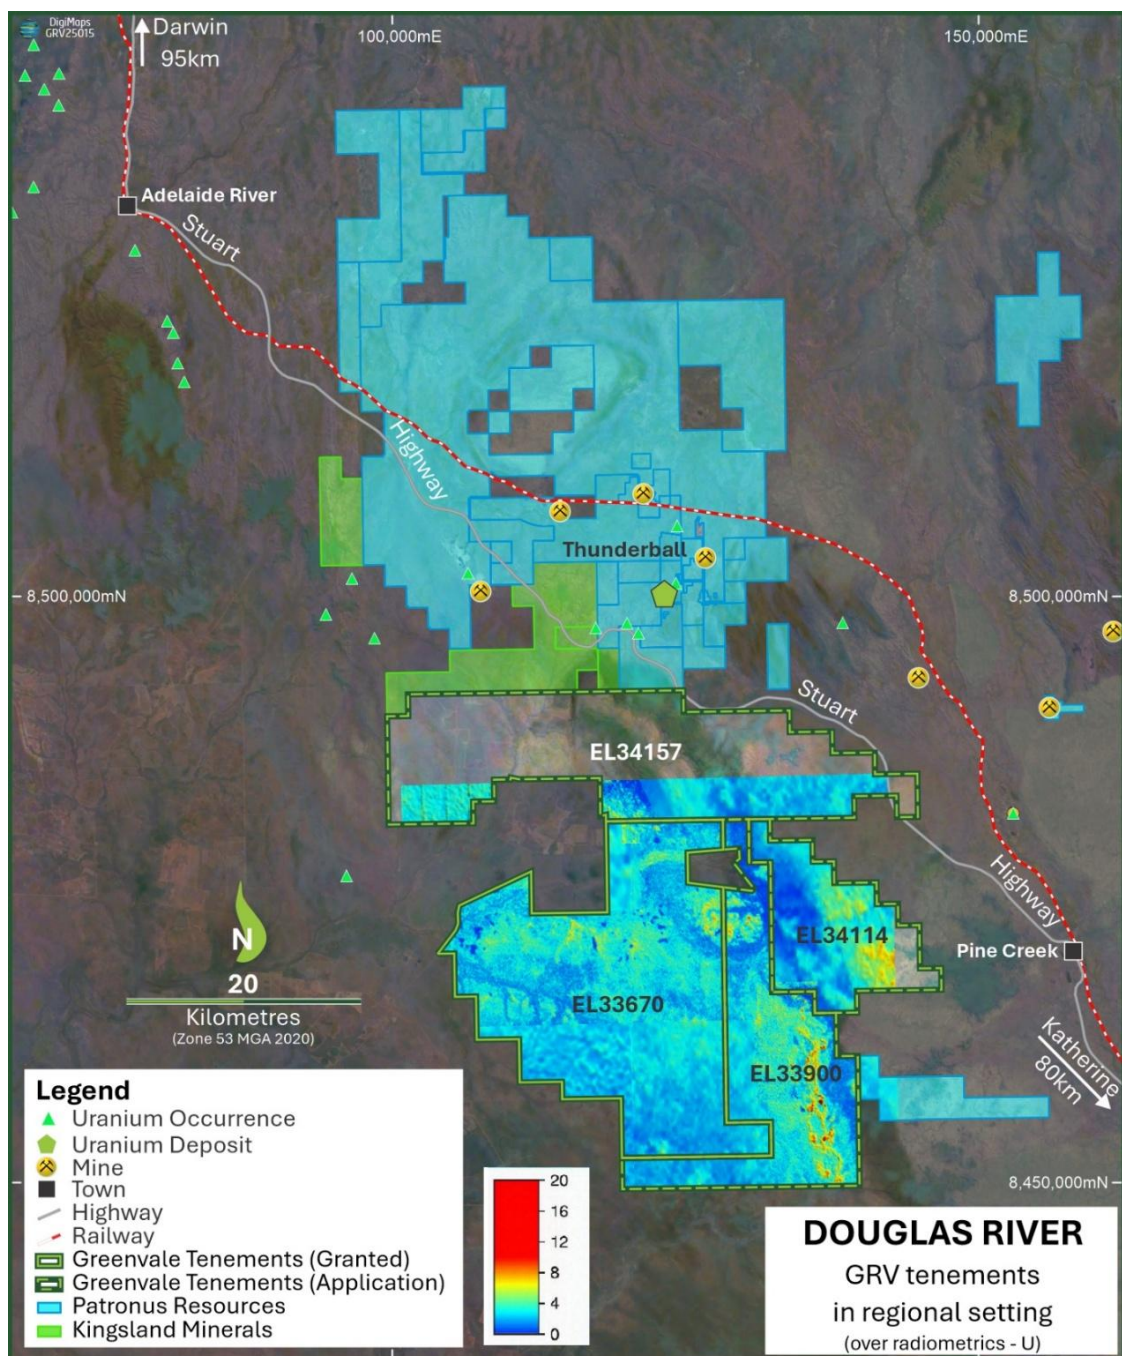 DigiMaps
GRV25015
Darwin
95km
100,000mE
150,000mE
Adelaide River
Stuart
Highway
Thunderball
8,500,000mN
8,500,000mN
Stuart
EL34157
Highway
EL34114
Pine Creek
N
20
Kilometres
(Zone 53 MGA 2020)
EL33670
EL33900
Katherine
80km
Legend
Uranium Occurrence
Uranium Deposit
Mine
Town
Highway
Railway
Greenvale Tenements (Granted)
Greenvale Tenements (Application)
Patronus Resources
Kingsland Minerals
20
16
12
8
4
0
8,450,000mN
DOUGLAS RIVER
GRV tenements
in regional setting
(over radiometrics - U)